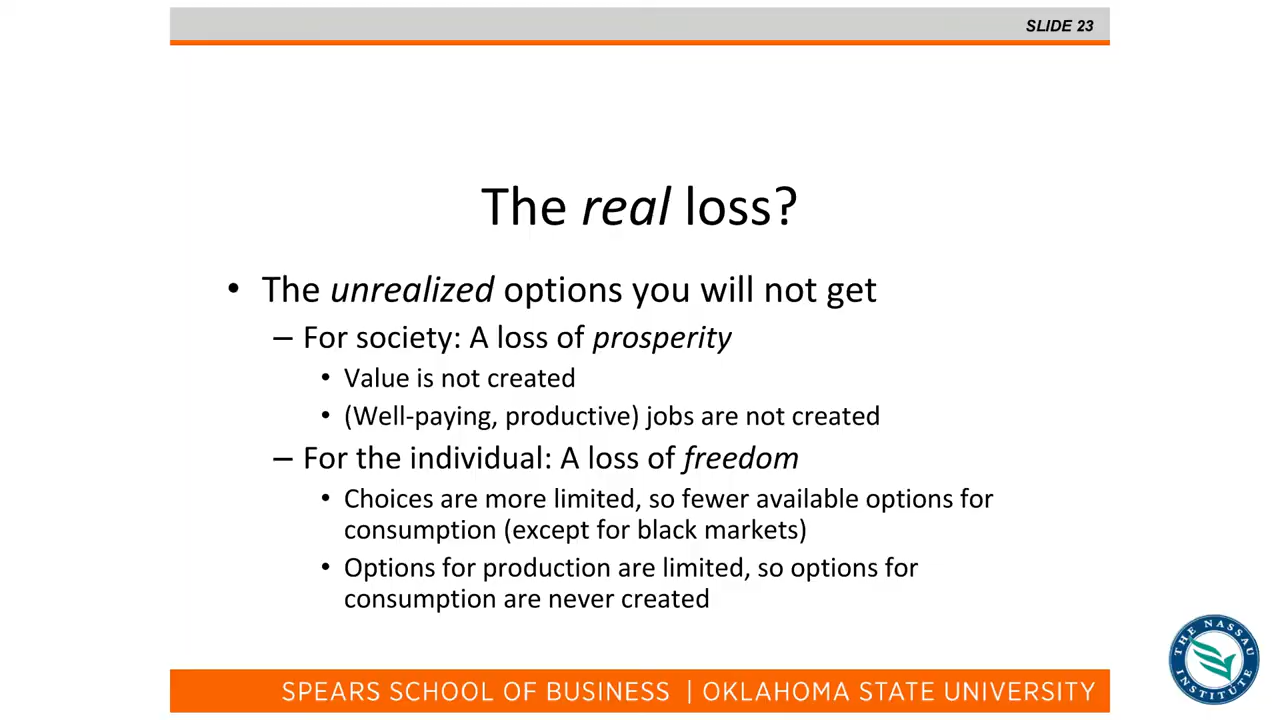 SLIDE 23
The real loss?
• The unrealized options you will not get
– For society: A loss of prosperity
• Value is not created
• (Well-paying, productive) jobs are not created
– For the individual: A loss of freedom
• Choices are more limited, so fewer available options for
consumption (except for black markets)
• Options for production are limited, so options for
consumption are never created
THE NASSAU
INSTITUTE
SPEARS SCHOOL OF BUSINESS | OKLAHOMA STATE UNIVERSITY